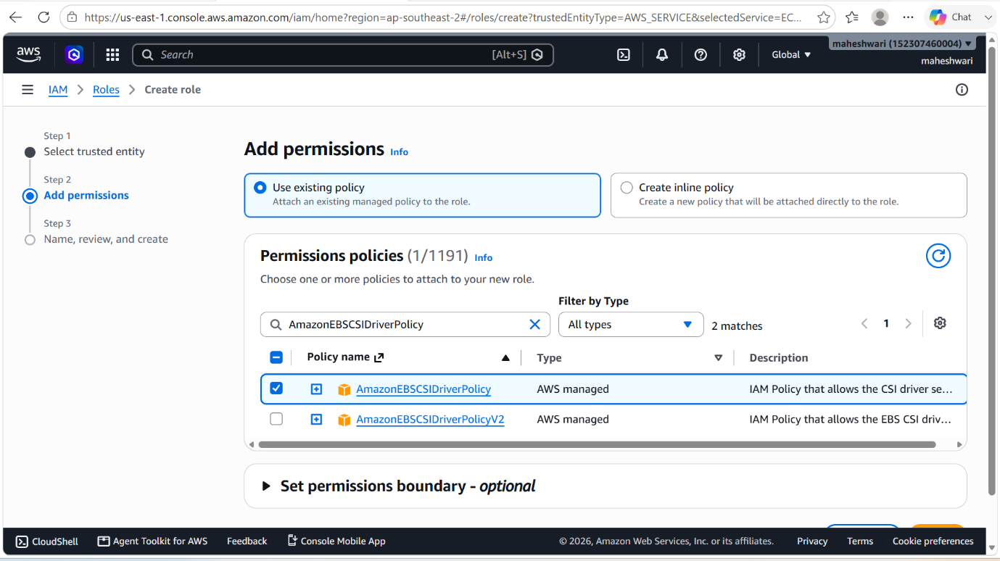 https://us-east-1.console.aws.amazon.com/iam/home?region=ap-southeast-2#/roles/create?trustedEntityType=AWS_SERVICE&selectedService=EC... Chat
aws Search [Alt+S] Global maheshwari (152307460004)
maheshwari
IAM Roles Create role
Step 1
Select trusted entity
Step 2
Add permissions
Step 3
Name, review, and create
Add permissions Info
Use existing policy
Attach an existing managed policy to the role.
Create inline policy
Create a new policy that will be attached directly to the role.
Permissions policies (1/1191) Info
Choose one or more policies to attach to your new role.
Filter by Type
AmazonEBSCSIDriverPolicy All types 2 matches 1
Policy name Type Description
AmazonEBSCSIDriverPolicy AWS managed IAM Policy that allows the CSI driver se...
AmazonEBSCSIDriverPolicyV2 AWS managed IAM Policy that allows the EBS CSI driv...
Set permissions boundary - optional
CloudShell Agent Toolkit for AWS Feedback Console Mobile App © 2026, Amazon Web Services, Inc. or its affiliates. Privacy Terms Cookie preferences